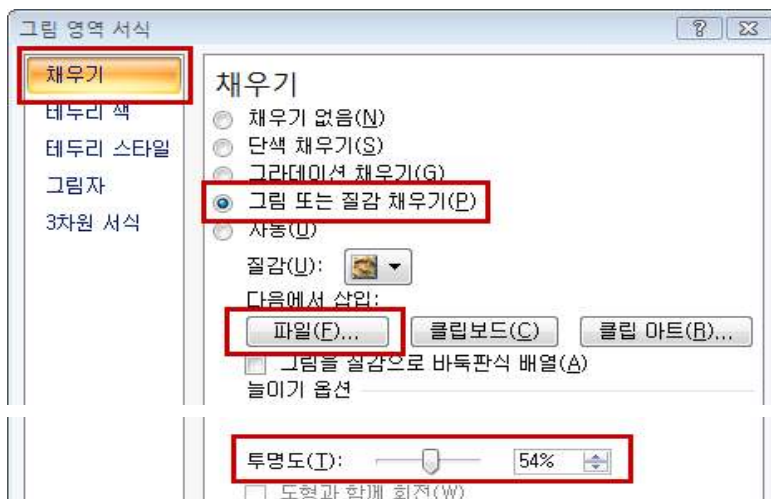 그림 영역 서식
채우기
테두리 색
테두리 스타일
그림자
3차원 서식
채우기
채우기 없음(N)
단색 채우기(S)
그라데이션 채우기(G)
그림 또는 질감 채우기(P)
자동(U)
질감(U):
다음에서 삽입:
파일(F)... 클립보드(C) 클립 아트(R)...
그림을 질감으로 바둑판식 배열(A)
늘이기 옵션
투명도(T): 54%
도형과 함께 회전(W)